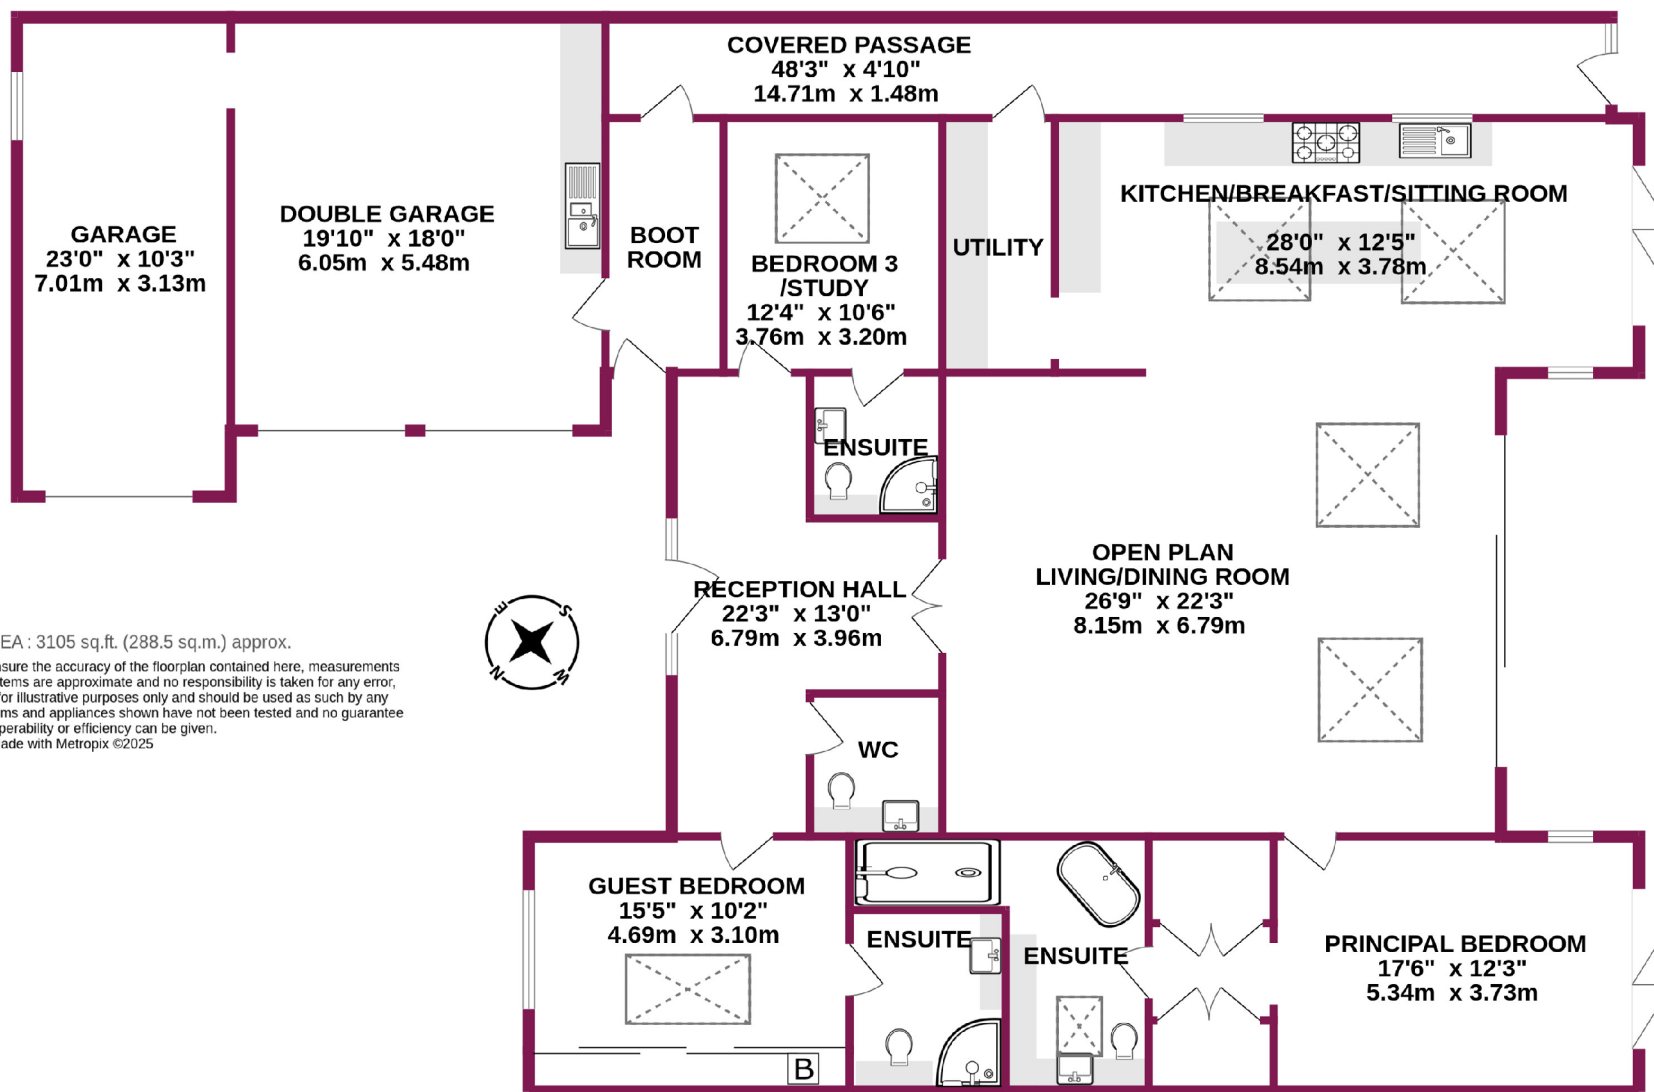 COVERED PASSAGE
48'3" x 4'10"
14.71m x 1.48m
GARAGE
23'0" x 10'3"
7.01m x 3.13m
DOUBLE GARAGE
19'10" x 18'0"
6.05m x 5.48m
BOOT
ROOM
BEDROOM 3
/STUDY
12'4" x 10'6"
3.76m x 3.20m
UTILITY
KITCHEN/BREAKFAST/SITTING ROOM
28'0" x 12'5"
8.54m x 3.78m
ENSUITE
RECEPTION HALL
22'3" x 13'0"
6.79m x 3.96m
OPEN PLAN
LIVING/DINING ROOM
26'9" x 22'3"
8.15m x 6.79m
E
S
N
W
EA : 3105 sq.ft. (288.5 sq.m.) approx.
nsure the accuracy of the floorplan contained here, measurements
tems are approximate and no responsibility is taken for any error,
for illustrative purposes only and should be used as such by any
ms and appliances shown have not been tested and no guarantee
perability or efficiency can be given.
ade with Metropix ©2025
WC
GUEST BEDROOM
15'5" x 10'2"
4.69m x 3.10m
B
ENSUITE
ENSUITE
PRINCIPAL BEDROOM
17'6" x 12'3"
5.34m x 3.73m